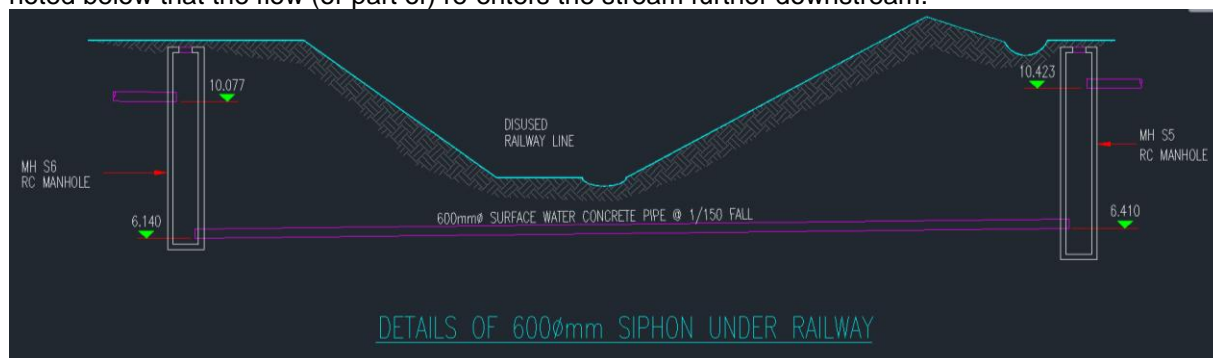 noted below that the flow (or part of) re-enters the stream further downstream.
10.077
10.423
DISUSED
RAILWAY LINE
MH S6
RC MANHOLE
MH S5
RC MANHOLE
600mmø SURFACE WATER CONCRETE PIPE @ 1/150 FALL
6.140
6.410
DETAILS OF 600ømm SIPHON UNDER RAILWAY